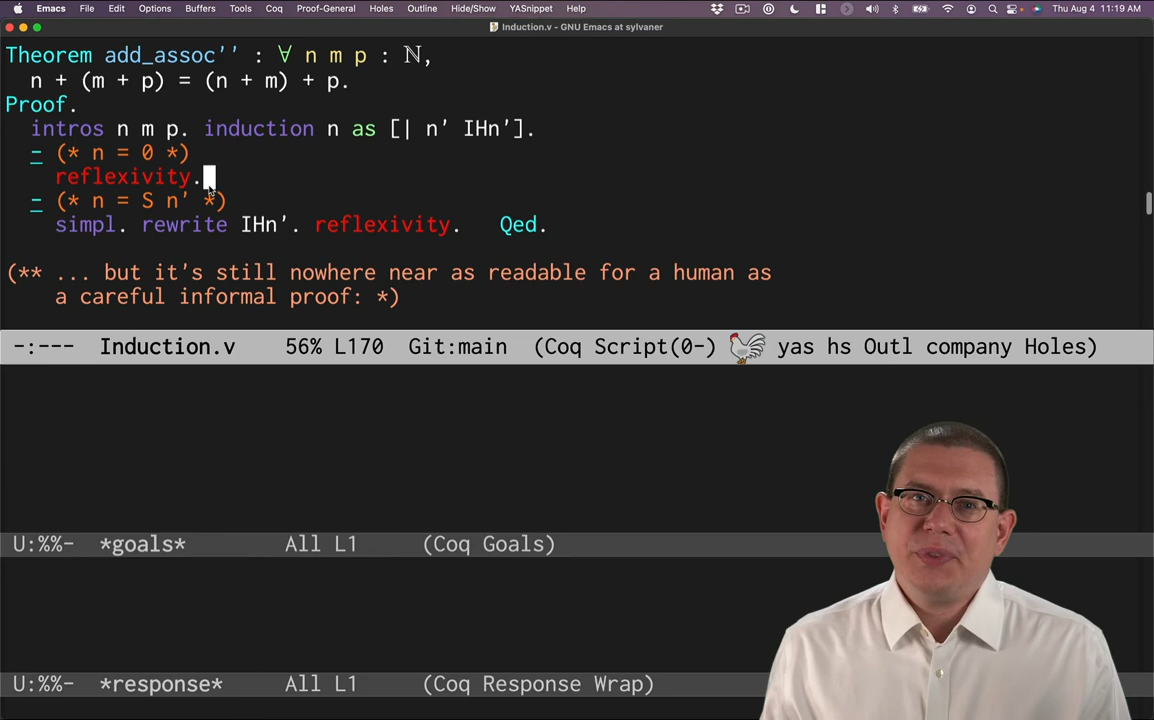 Emacs File Edit Options Buffers Tools Coq Proof-General Holes Outline Hide/Show YASnippet Help Thu Aug 4 11:19 AM
Induction.v - GNU Emacs at sylvaner
Theorem add_assoc'' : ∀ n m p : ℕ,
n + (m + p) = (n + m) + p.
Proof.
intros n m p. induction n as [| n' IHn'].
- (* n = 0 *)
reflexivity.
- (* n = S n' *)
simpl. rewrite IHn'. reflexivity. Qed.
(** ... but it's still nowhere near as readable for a human as
a careful informal proof: *)
-:--- Induction.v 56% L170 Git:main (Coq Script(0-) yas hs Outl company Holes)
U:%%- *goals* All L1 (Coq Goals)
U:%%- *response* All L1 (Coq Response Wrap)